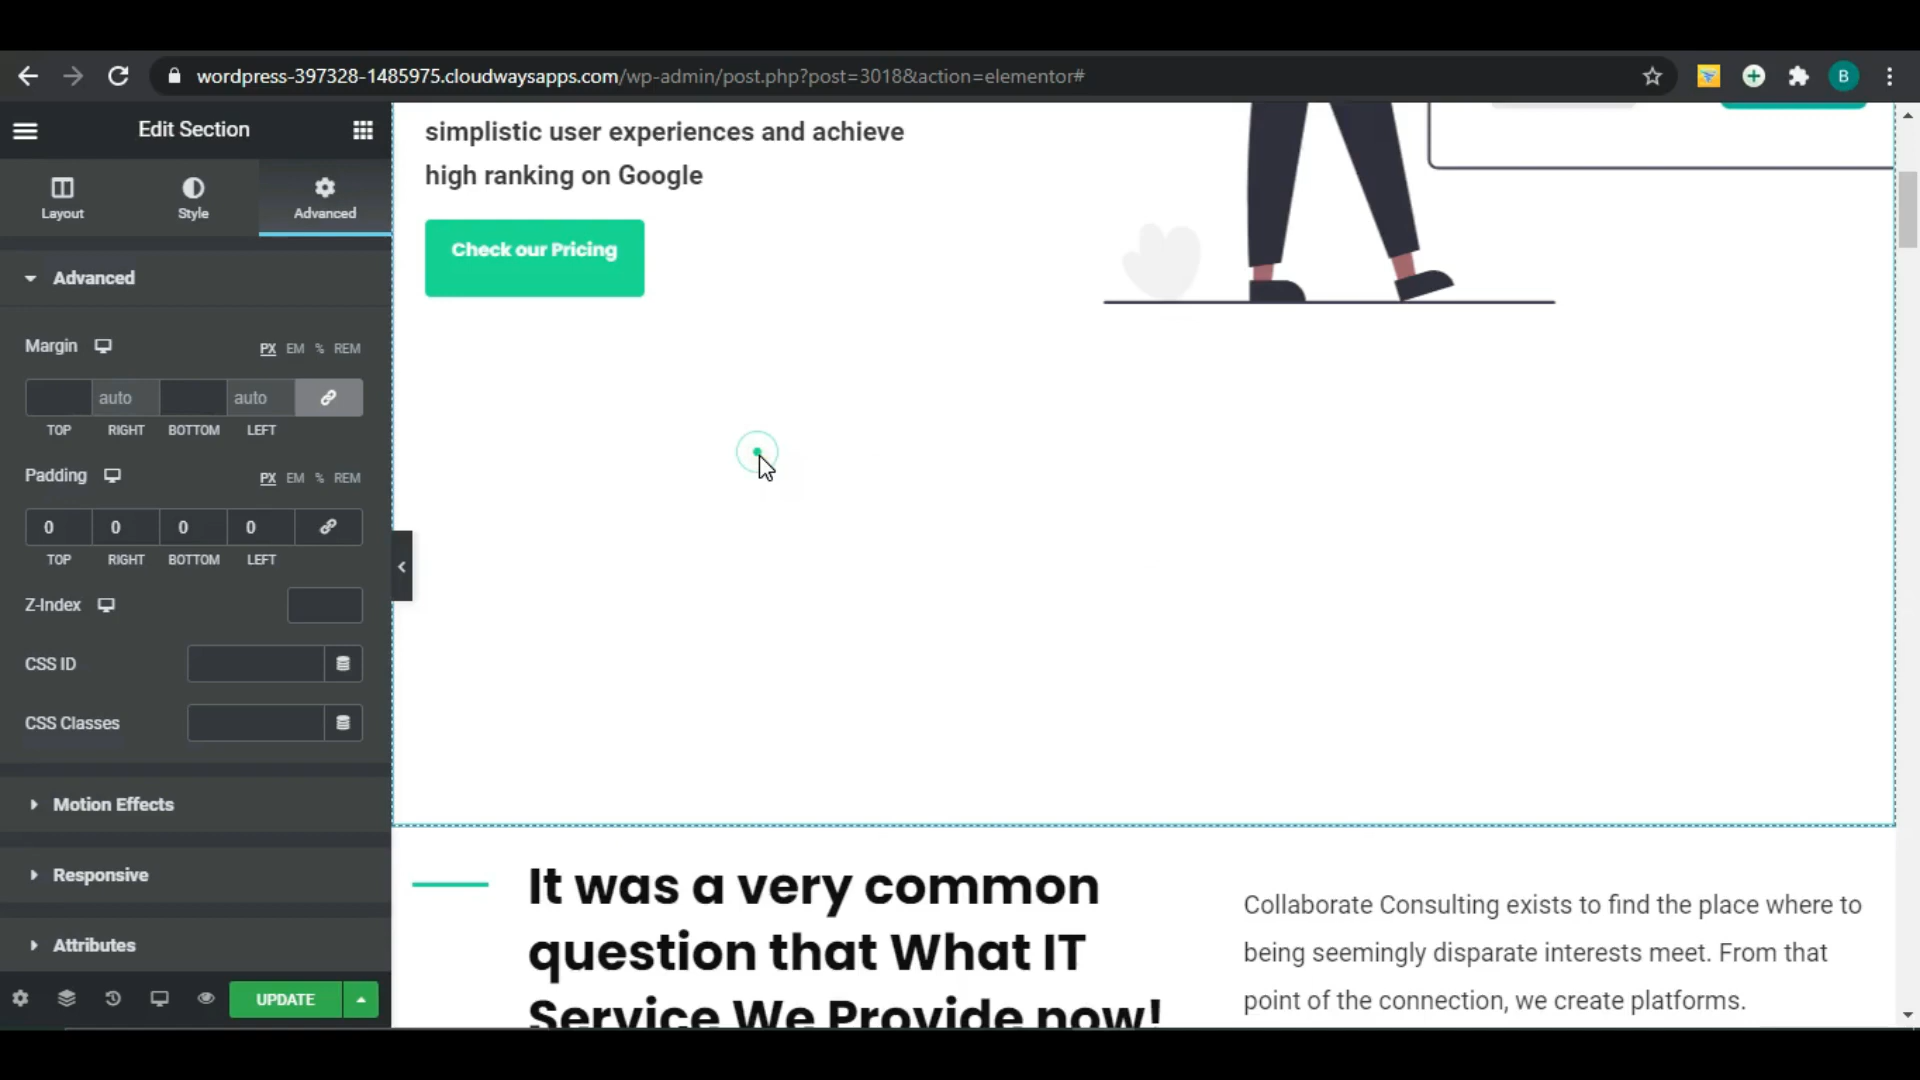 wordpress-397328-1485975.cloudwaysapps.com/wp-admin/post.php?post=3018&action=elementor#
B
Edit Section
Layout
Style
Advanced
Advanced
Margin
PX EM % REM
auto
auto
TOP RIGHT BOTTOM LEFT
Padding
PX EM % REM
0 0 0 0
TOP RIGHT BOTTOM LEFT
Z-Index
CSS ID
CSS Classes
Motion Effects
Responsive
Attributes
UPDATE
simplistic user experiences and achieve
high ranking on Google
Check our Pricing
It was a very common
question that What IT
Service We Provide now!
Collaborate Consulting exists to find the place where to
being seemingly disparate interests meet. From that
point of the connection, we create platforms.